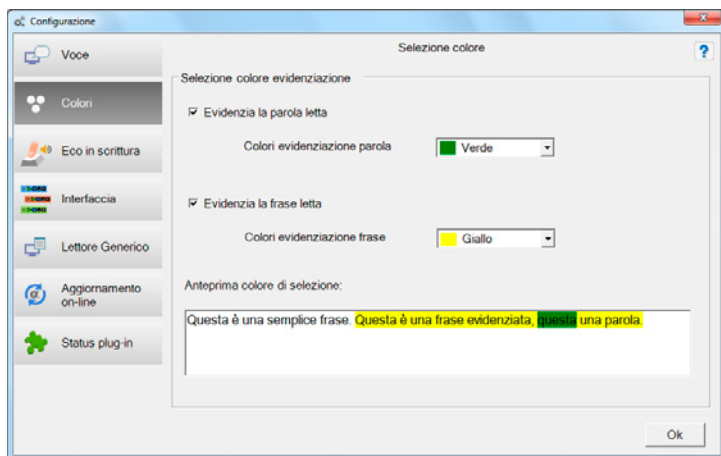 Configurazione
Voce
Colori
Eco in scrittura
Interfaccia
Lettore Generico
Aggiornamento
on-line
Status plug-in
Selezione colore
?
Selezione colore evidenziazione
Evidenzia la parola letta
Colori evidenziazione parola
Verde
Evidenzia la frase letta
Colori evidenziazione frase
Giallo
Anteprima colore di selezione:
Questa è una semplice frase. Questa è una frase evidenziata, questa una parola.
Ok